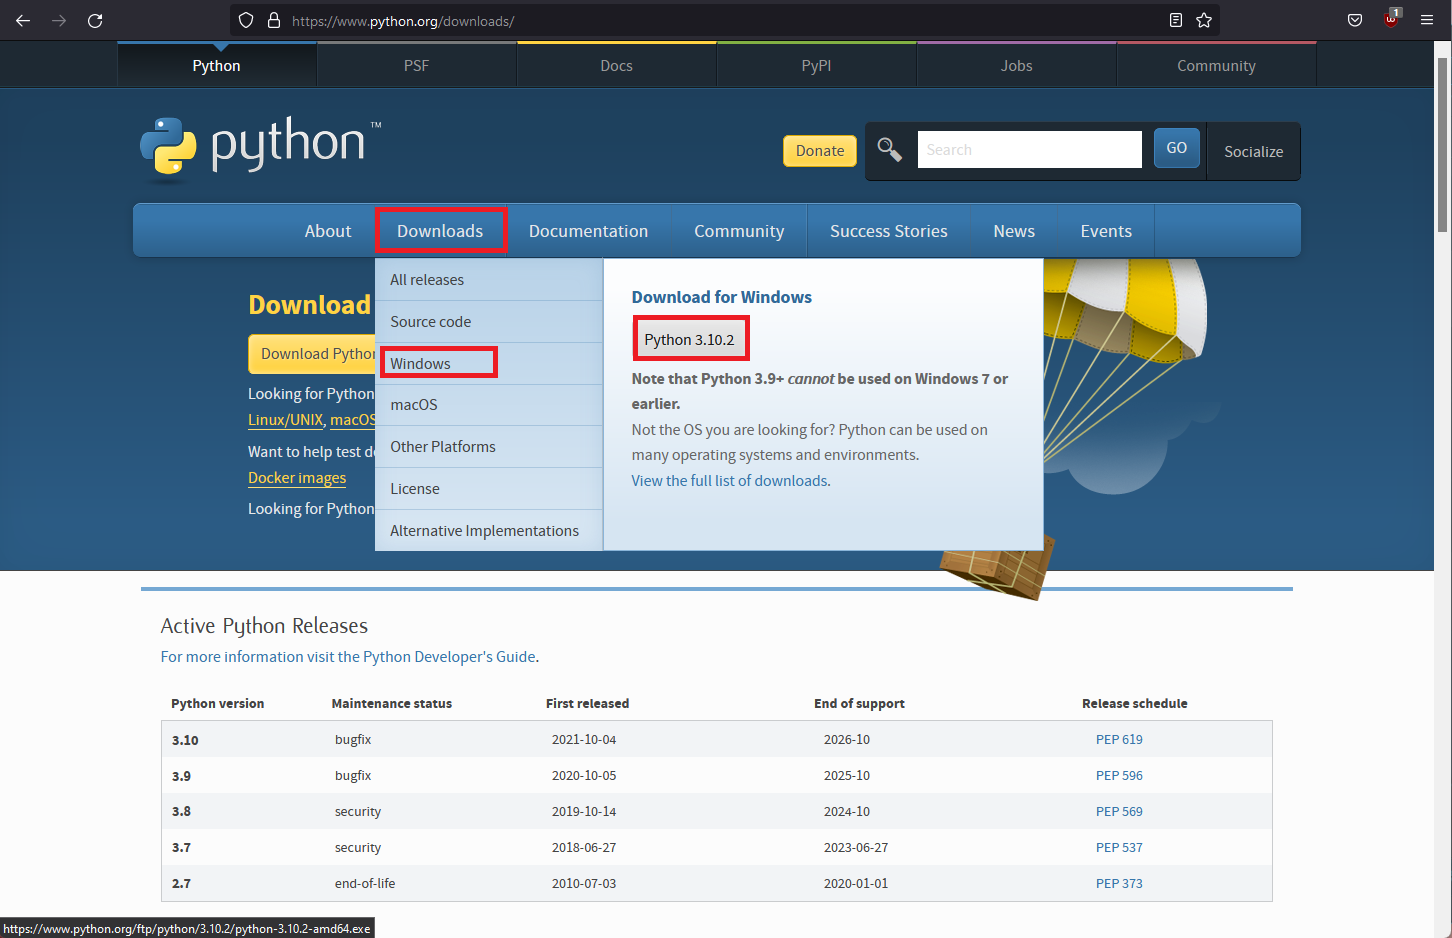 https://www.python.org/downloads/
1
Python PSF Docs PyPI Jobs Community
python™
Donate Search GO Socialize
About Downloads Documentation Community Success Stories News Events
All releases
Source code
Windows
macOS
Other Platforms
License
Alternative Implementations
Download for Windows
Python 3.10.2
Note that Python 3.9+ cannot be used on Windows 7 or
earlier.
Not the OS you are looking for? Python can be used on
many operating systems and environments.
View the full list of downloads.
Download
Download Python
Looking for Python
Linux/UNIX, macOS
Want to help test d
Docker images
Looking for Python
Active Python Releases
For more information visit the Python Developer's Guide.
Python version Maintenance status First released End of support Release schedule
3.10 bugfix 2021-10-04 2026-10 PEP 619
3.9 bugfix 2020-10-05 2025-10 PEP 596
3.8 security 2019-10-14 2024-10 PEP 569
3.7 security 2018-06-27 2023-06-27 PEP 537
2.7 end-of-life 2010-07-03 2020-01-01 PEP 373
https://www.python.org/ftp/python/3.10.2/python-3.10.2-amd64.exe